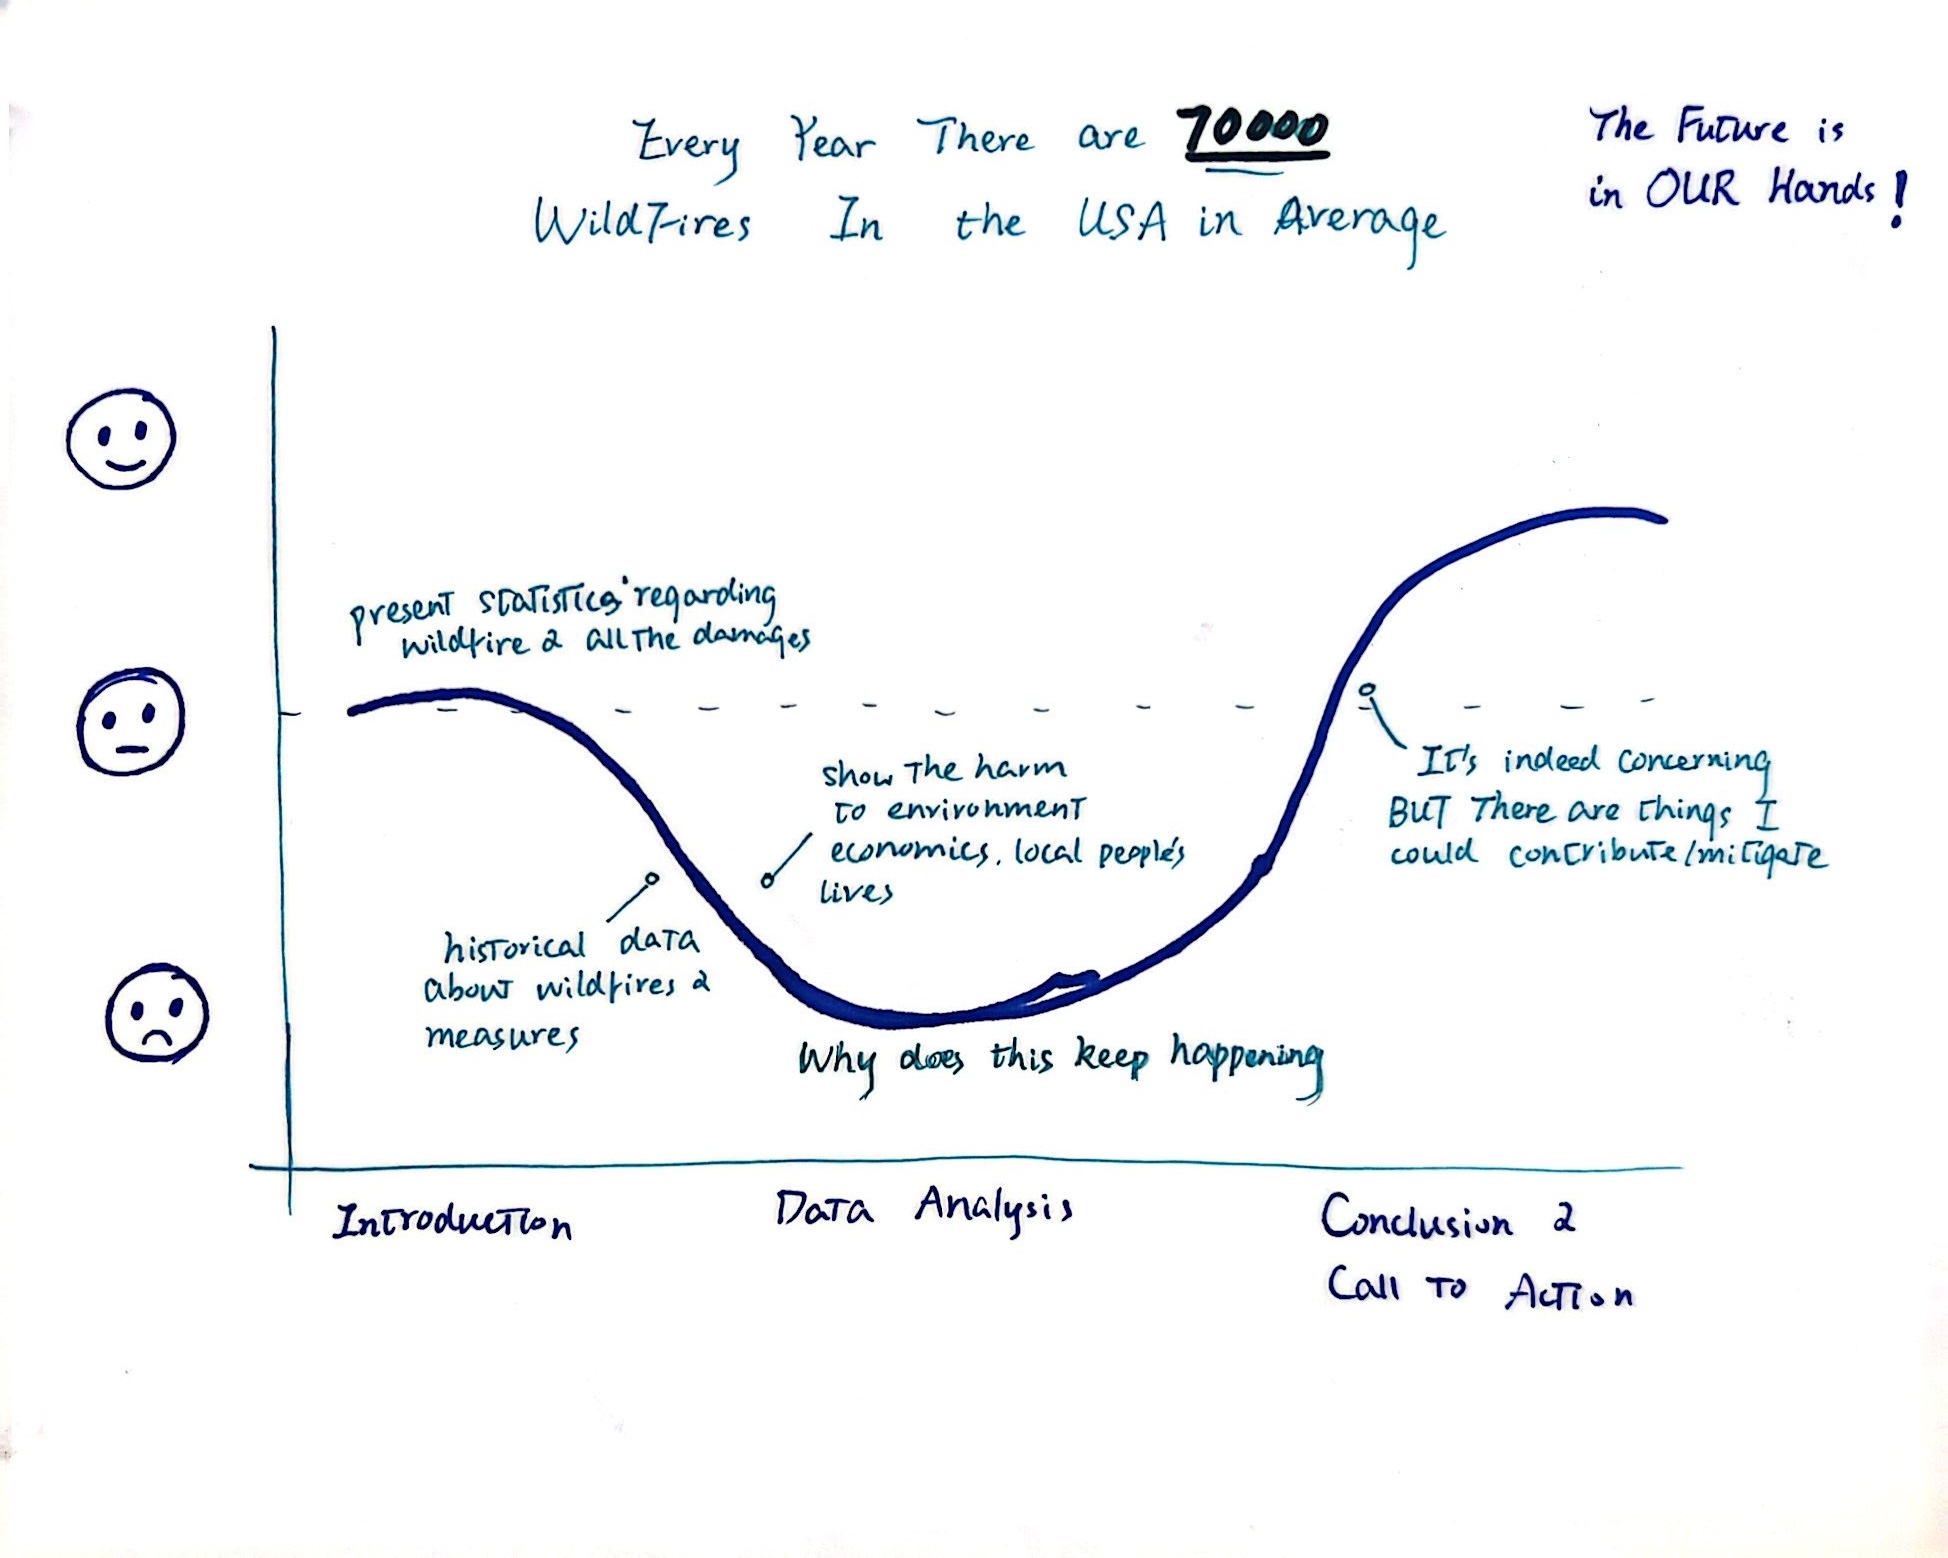 Every Year There are 70000
WildFires In the USA in Average
The Future is
in OUR Hands!
present statistics regarding
wildfire & all the damages
show the harm
to environment
economics, local people's
lives
historical data
about wildfires &
measures
It's indeed concerning
BUT There are things I
could contribute/mitigate
Why does this keep happening
Introduction
Data Analysis
Conclusion &
Call To Action